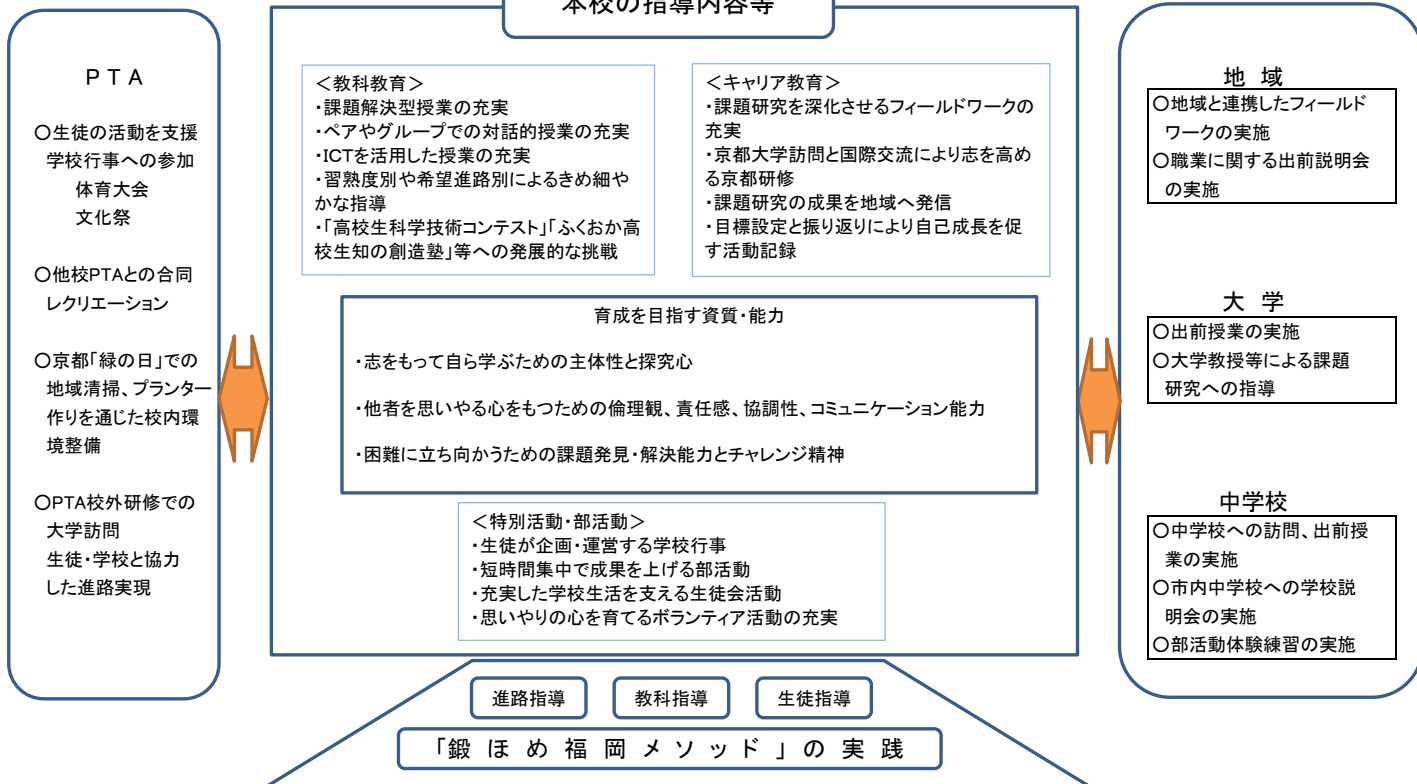 本校の指導内容等
PTA
〇生徒の活動を支援
学校行事への参加
体育大会
文化祭
〇他校PTAとの合同
レクリエーション
〇京都「緑の日」での
地域清掃、プランター
作りを通じた校内環
境整備
〇PTA校外研修での
大学訪問
生徒・学校と協力
した進路実現
＜教科教育＞
・課題解決型授業の充実
・ペアやグループでの対話的授業の充実
・ICTを活用した授業の充実
・習熟度別や希望進路別によるきめ細や
かな指導
・「高校生科学技術コンテスト」「ふくおか高
校生知の創造塾」等への発展的な挑戦
＜キャリア教育＞
・課題研究を深化させるフィールドワークの
充実
・京都大学訪問と国際交流により志を高め
る京都研修
・課題研究の成果を地域へ発信
・目標設定と振り返りにより自己成長を促
す活動記録
育成を目指す資質・能力
・志をもって自ら学ぶための主体性と探究心
・他者を思いやる心をもつための倫理観、責任感、協調性、コミュニケーション能力
・困難に立ち向かうための課題発見・解決能力とチャレンジ精神
＜特別活動・部活動＞
・生徒が企画・運営する学校行事
・短時間集中で成果を上げる部活動
・充実した学校生活を支える生徒会活動
・思いやりの心を育てるボランティア活動の充実
地 域
〇地域と連携したフィールド
ワークの実施
〇職業に関する出前説明会
の実施
大 学
〇出前授業の実施
〇大学教授等による課題
研究への指導
中学校
〇中学校への訪問、出前授
業の実施
〇市内中学校への学校説
明会の実施
〇部活動体験練習の実施
進路指導
教科指導
生徒指導
「鍛ほめ福岡メソッド」の実践